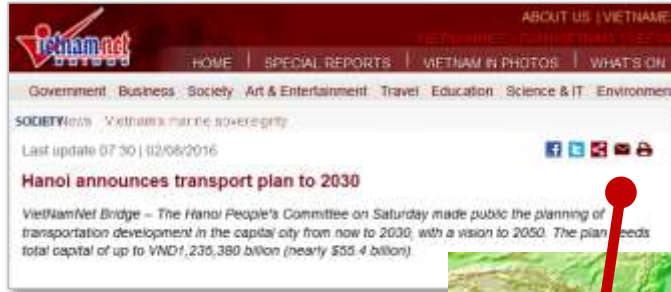 ABOUT US | VIETNAME
vietnamnet
HOME | SPECIAL REPORTS | VIETNAM IN PHOTOS | WHAT'S ON
Government Business Society Art & Entertainment Travel Education Science & IT Environmen
SOCIETY News Vietnam's marine sovereignty
Last update 07:30 | 02/08/2016
Hanoi announces transport plan to 2030
VietNamNet Bridge – The Hanoi People's Committee on Saturday made public the planning of
transportation development in the capital city from now to 2030, with a vision to 2050. The plan needs
total capital of up to VND1,235,380 billion (nearly $55.4 billion).